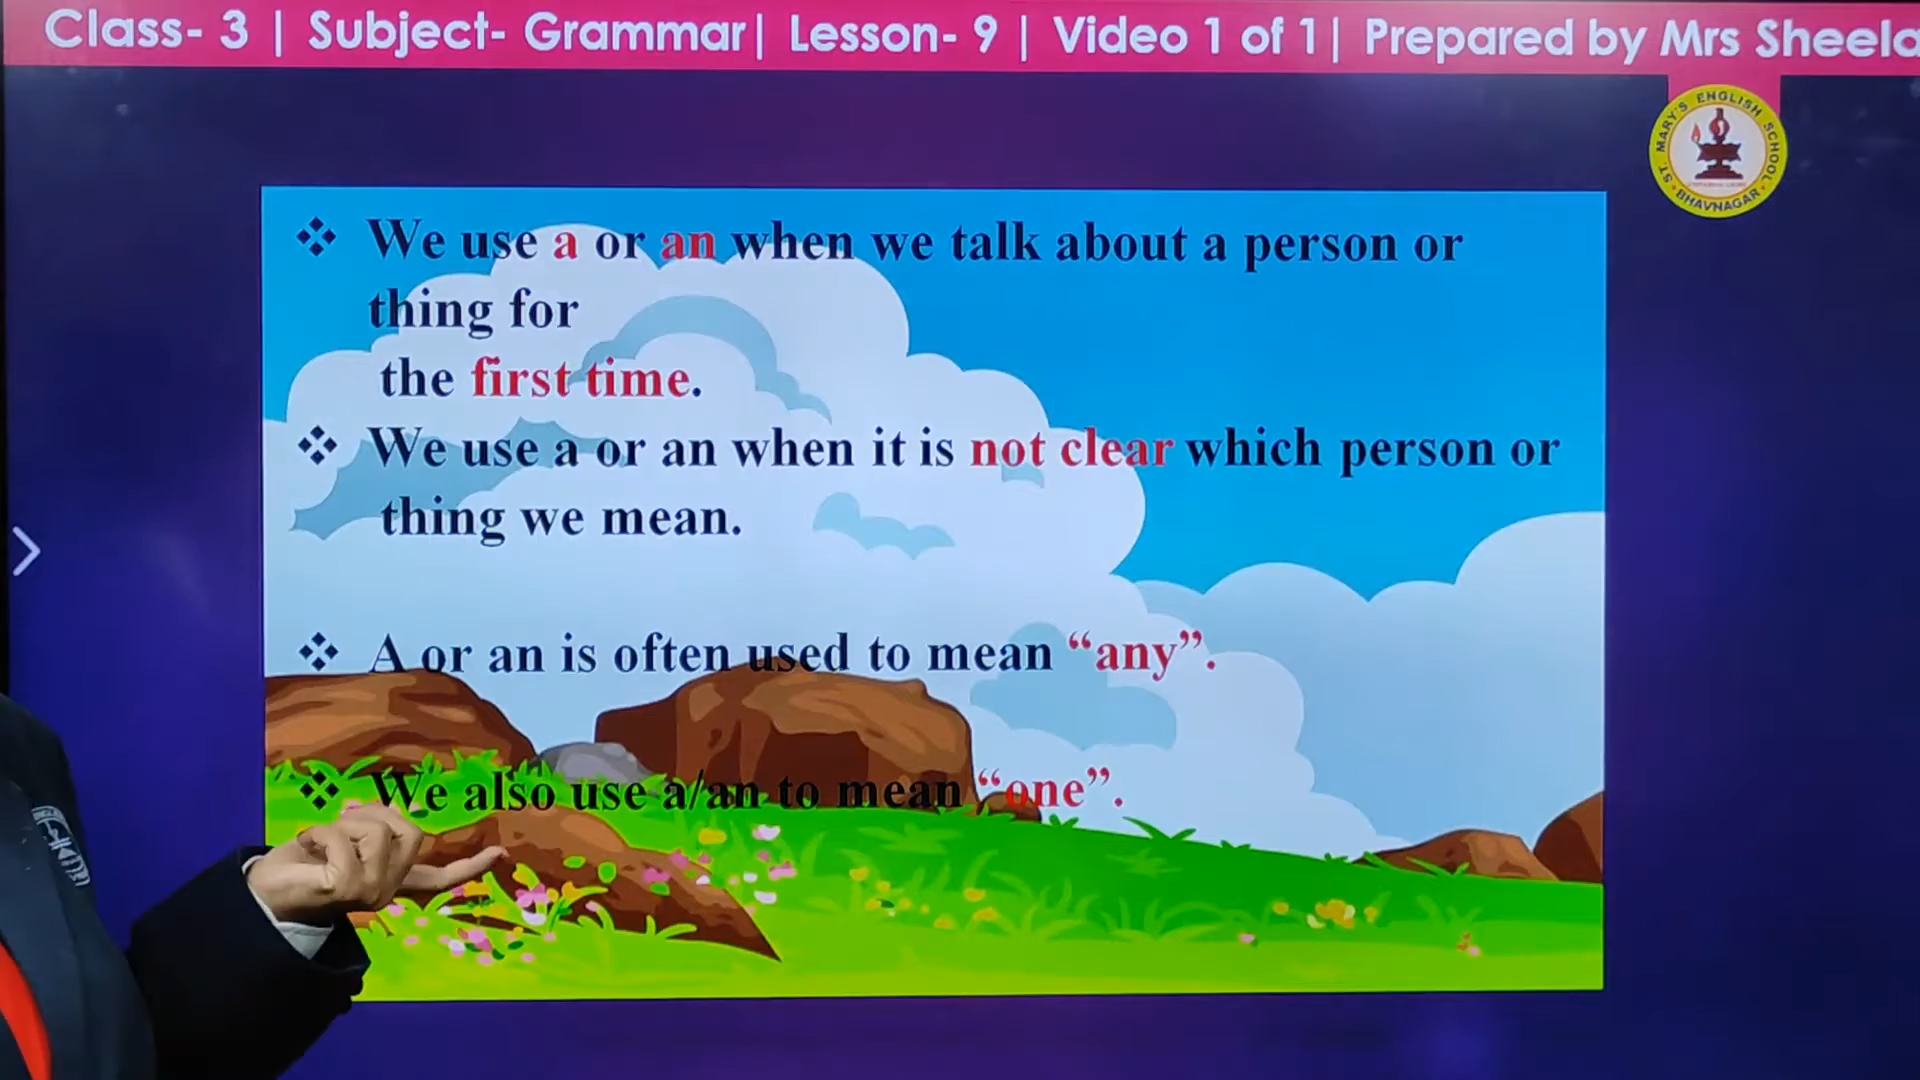 Class- 3 | Subject- Grammar| Lesson- 9 | Video 1 of 1| Prepared by Mrs Sheela
ST. MARY'S ENGLISH SCHOOL
BHAVNAGAR
❖ We use a or an when we talk about a person or
thing for
the first time.
❖ We use a or an when it is not clear which person or
thing we mean.
❖ A or an is often used to mean “any”.
❖ We also use a/an to mean “one”.